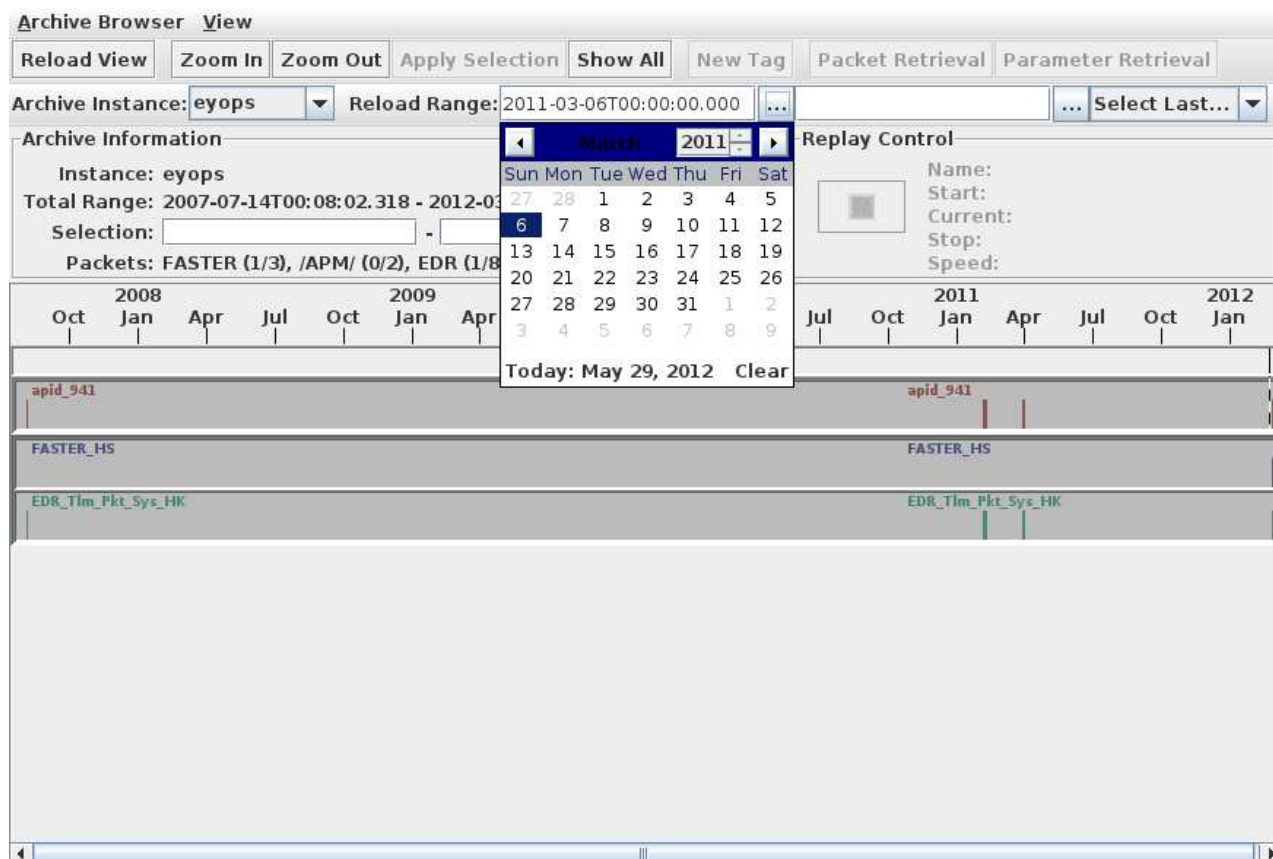 Archive Browser View
Reload View Zoom In Zoom Out Apply Selection Show All New Tag Packet Retrieval Parameter Retrieval
Archive Instance: eyops Reload Range: 2011-03-06T00:00:00.000 ... ... Select Last...
Archive Information
Instance: eyops
Total Range: 2007-07-14T00:08:02.318 - 2012-03
Selection: -
Packets: FASTER (1/3), /APM/ (0/2), EDR (1/8
March 2011
Sun Mon Tue Wed Thu Fri Sat
27 28 1 2 3 4 5
6 7 8 9 10 11 12
13 14 15 16 17 18 19
20 21 22 23 24 25 26
27 28 29 30 31 1 2
3 4 5 6 7 8 9
Today: May 29, 2012 Clear
Replay Control
Name:
Start:
Current:
Stop:
Speed:
2008 2009 2011 2012
Oct Jan Apr Jul Oct Jan Apr Jul Oct Jan Apr Jul Oct Jan
apid_941 apid_941
FASTER_HS FASTER_HS
EDR_Tlm_Pkt_Sys_HK EDR_Tlm_Pkt_Sys_HK